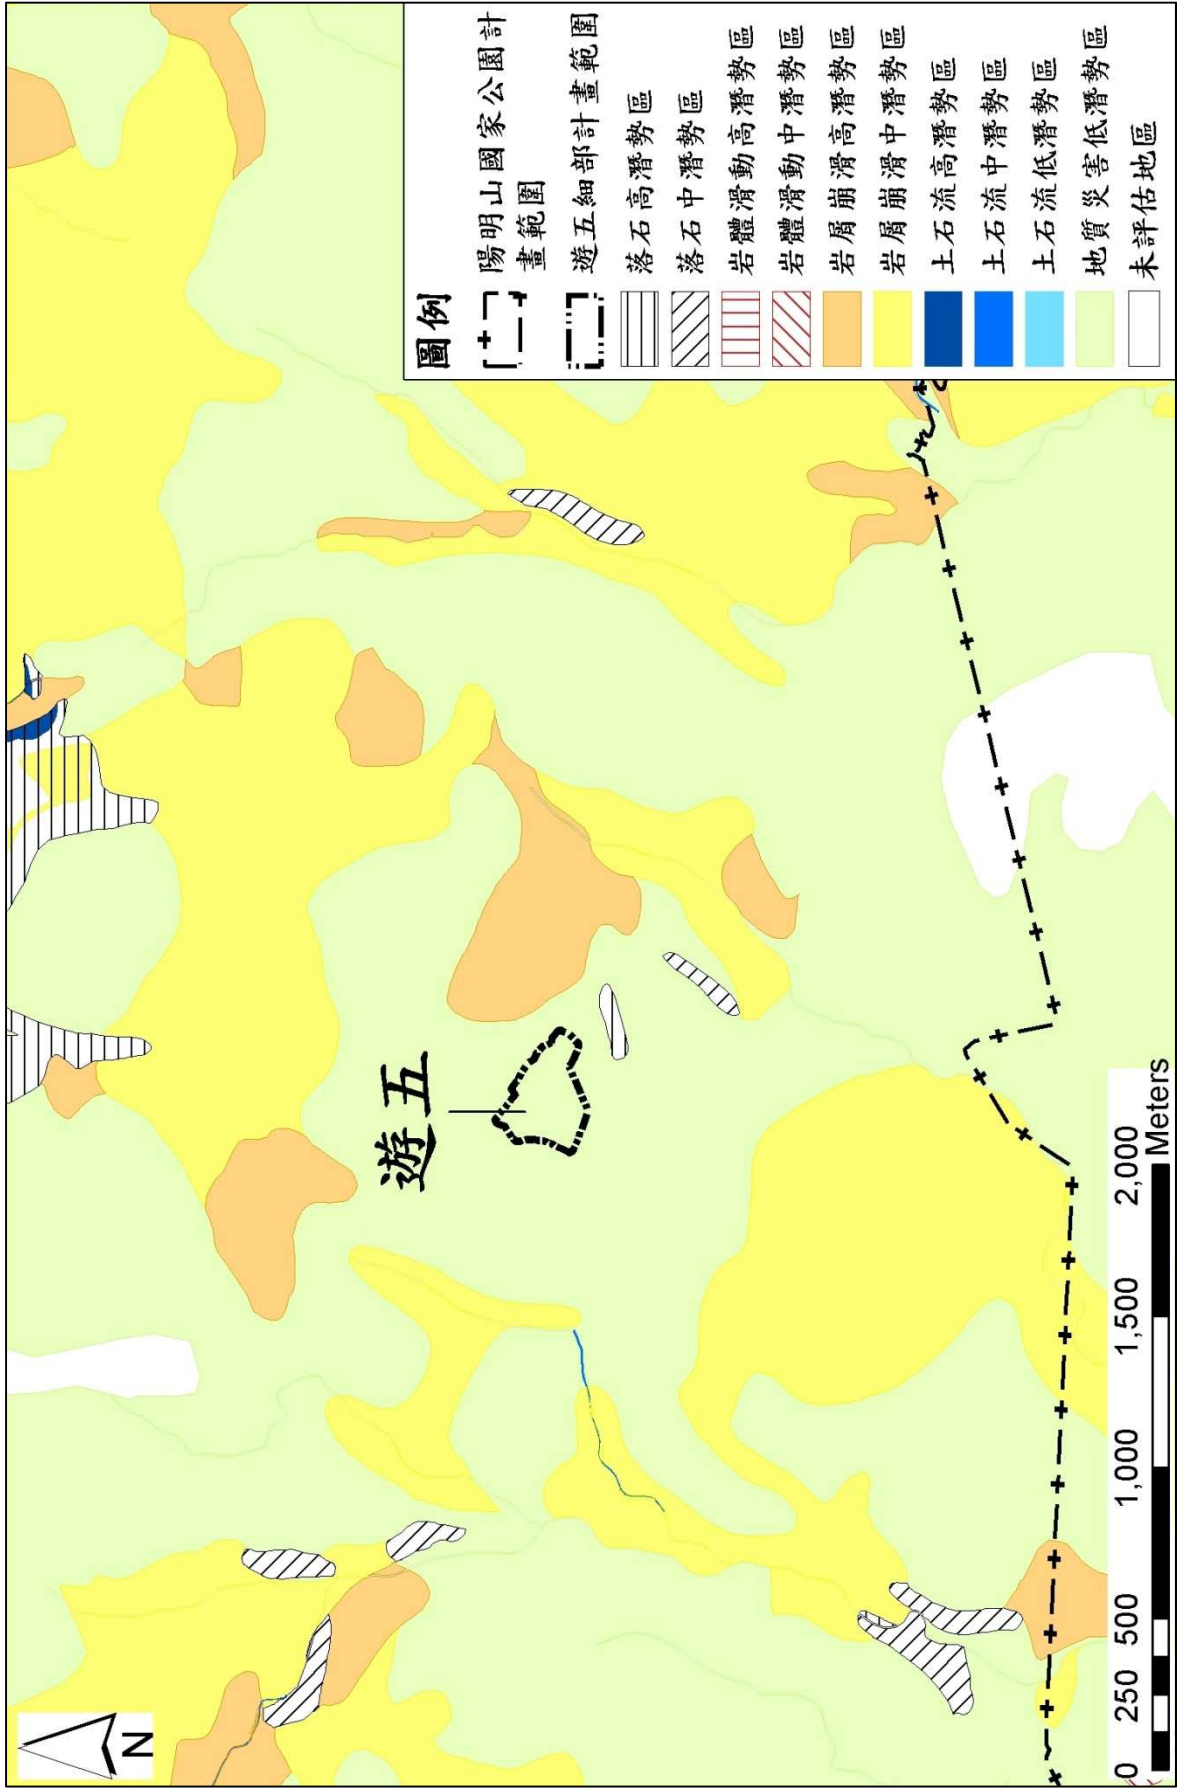 圖例
陽明山國家公園計
畫範圍
遊五細部計畫範圍
落石高潛勢區
落石中潛勢區
岩體滑動高潛勢區
岩體滑動中潛勢區
岩屑崩滑高潛勢區
岩屑崩滑中潛勢區
土石流高潛勢區
土石流中潛勢區
土石流低潛勢區
地質災害低潛勢區
未評估地區
遊五
N
0 250 500 1,000 1,500 2,000
Meters